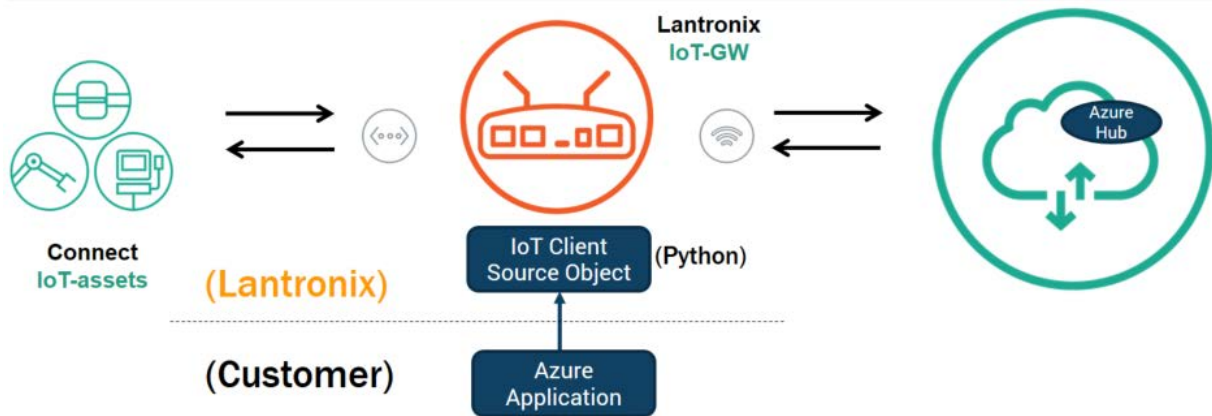 Lantronix
IoT-GW
Azure
Hub
Connect
IoT-assets
IoT Client
Source Object
(Python)
(Lantronix)
(Customer)
Azure
Application